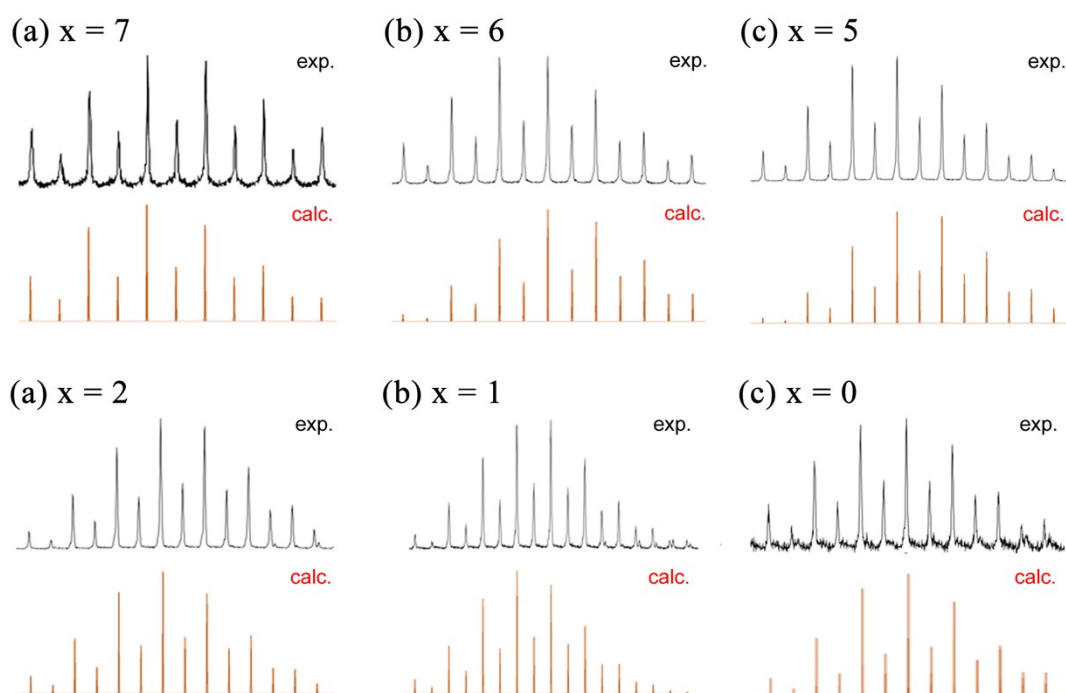 (a) x = 7
exp.
calc.
(b) x = 6
exp.
calc.
(c) x = 5
exp.
calc.
(a) x = 2
exp.
calc.
(b) x = 1
exp.
calc.
(c) x = 0
exp.
calc.